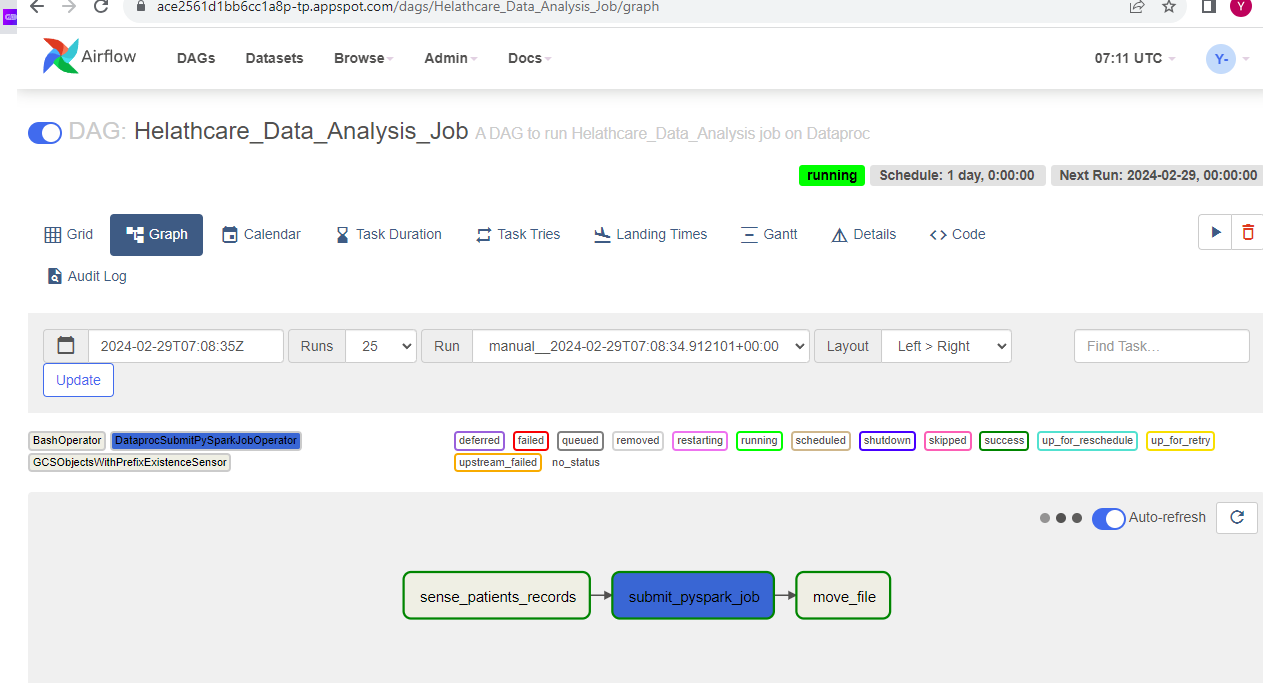 ace2561d1bb6cc1a8p-tp.appspot.com/dags/Helathcare_Data_Analysis_Job/graph
Y
Airflow DAGs Datasets Browse Admin Docs 07:11 UTC Y-
DAG: Helathcare_Data_Analysis_Job A DAG to run Helathcare_Data_Analysis job on Dataproc
running Schedule: 1 day, 0:00:00 Next Run: 2024-02-29, 00:00:00
Grid Graph Calendar Task Duration Task Tries Landing Times Gantt Details Code
Audit Log
2024-02-29T07:08:35Z Runs 25 Run manual__2024-02-29T07:08:34.912101+00:00 Layout Left > Right Find Task...
Update
BashOperator DataprocSubmitPySparkJobOperator deferred failed queued removed restarting running scheduled shutdown skipped success up_for_reschedule up_for_retry
GCSObjectsWithPrefixExistenceSensor upstream_failed no_status
Auto-refresh
sense_patients_records submit_pyspark_job move_file